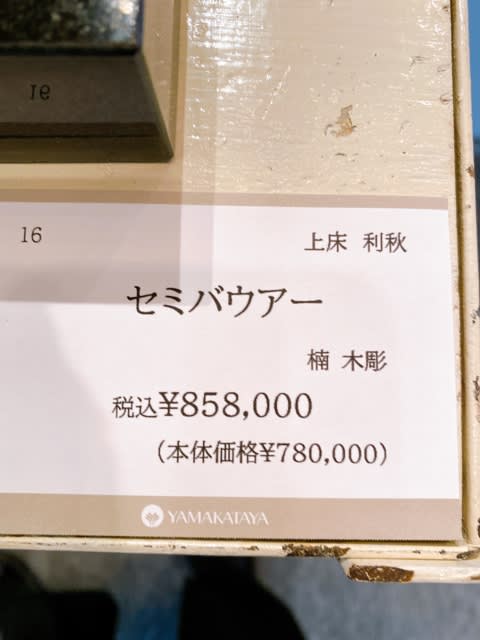 16
16
上床 利秋
セミバウアー
楠 木彫
税込¥858,000
(本体価格¥780,000)
YAMAKATAYA